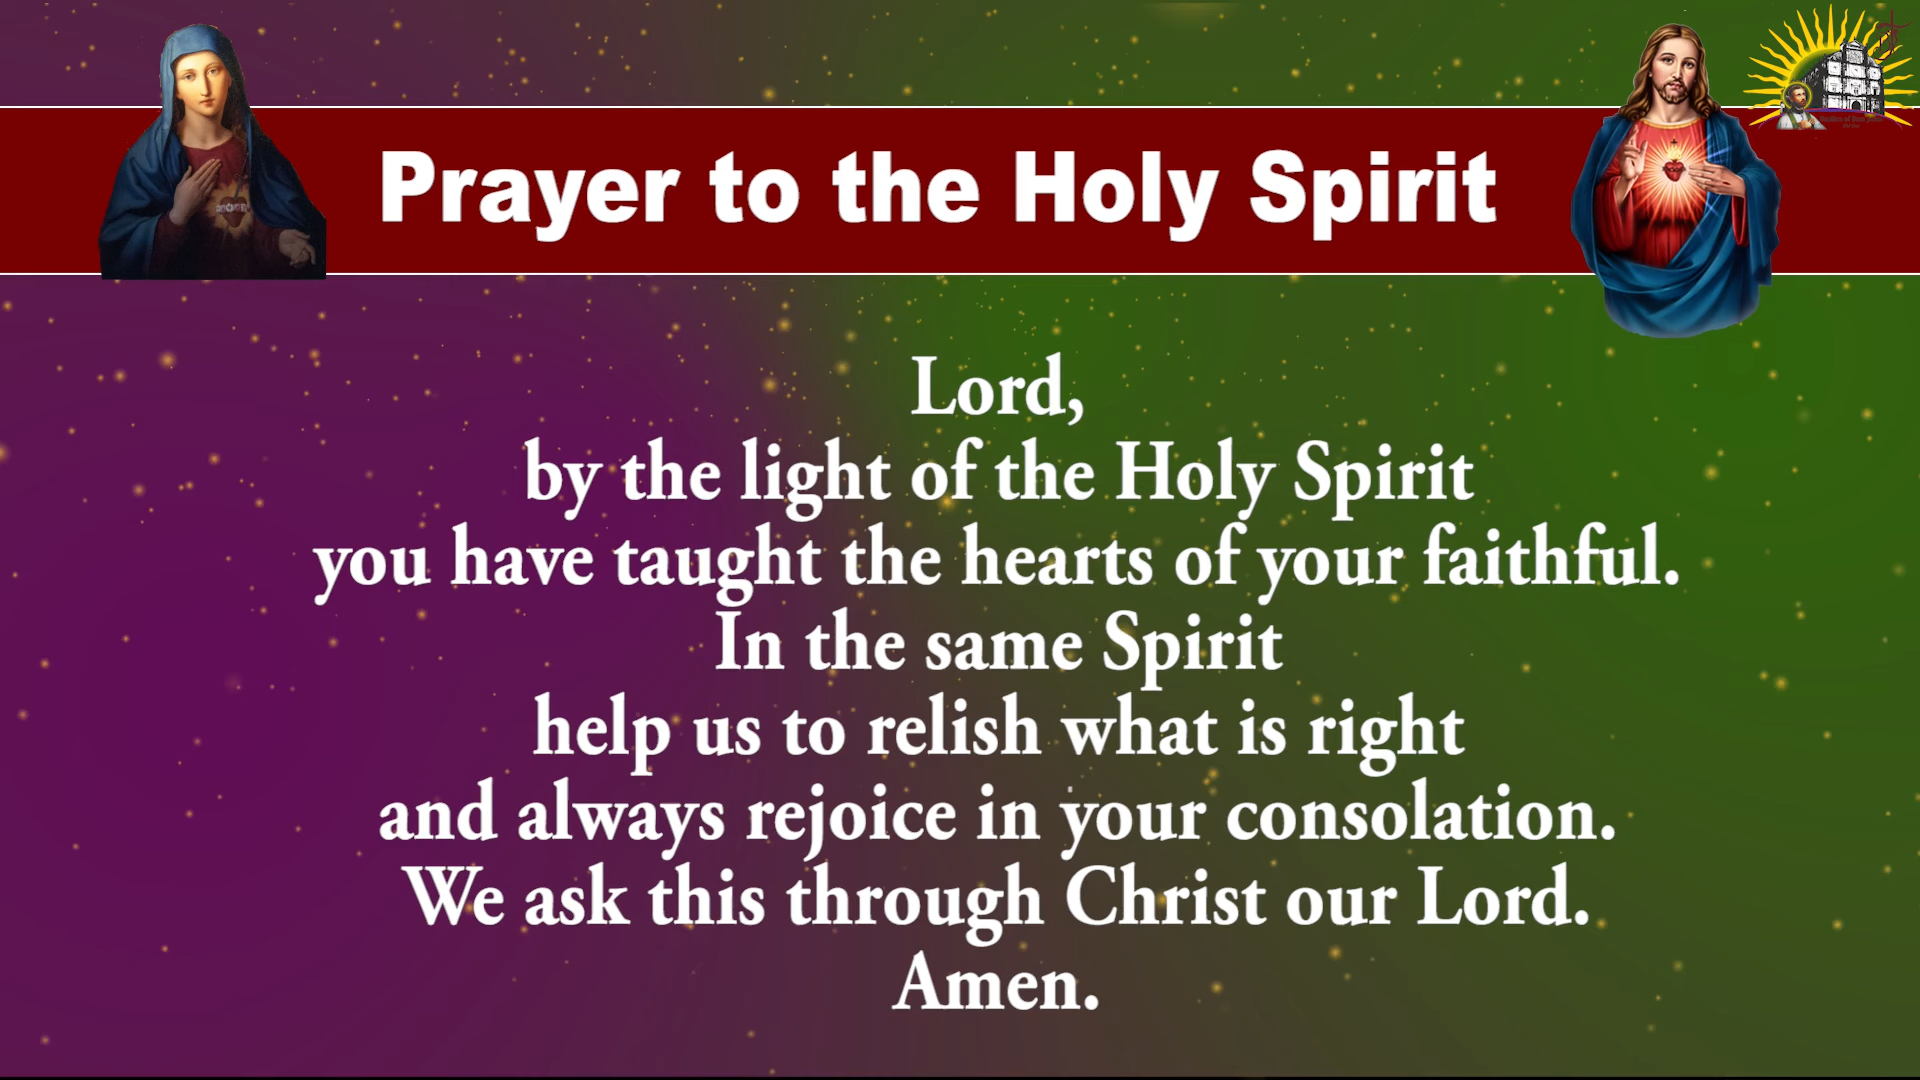 Prayer to the Holy Spirit
Lord,
by the light of the Holy Spirit
you have taught the hearts of your faithful.
In the same Spirit
help us to relish what is right
and always rejoice in your consolation.
We ask this through Christ our Lord.
Amen.